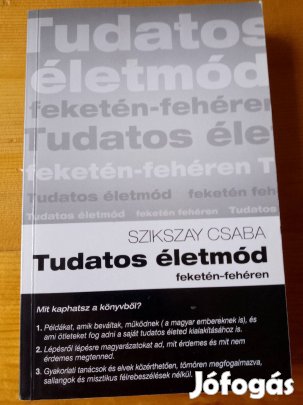 Tudatos
életmód
feketén-fehéren
Tudatos éle
feketén-fehéren T
Tudatos életmód feketén-fehéren
életmód feketén-fehéren Tudatos
SZIKSZAY CSABA
Tudatos életmód
feketén-fehéren
Mit kaphatsz a könyvből?
1. Példákat, amik beváltak, működnek ( a magyar embereknek is), és
ami ötleteket fog adni a saját tudatos életed kialakításához is.
2. Lépésről lépésre magyarázatokat ad, mit érdemes és mit nem
érdemes megtenned.
3. Gyakorlati tanácsok és elvek közérthetően, tömören megfogalmazva,
sallangok és misztikus félrebeszélések nélkül.
Jófogás